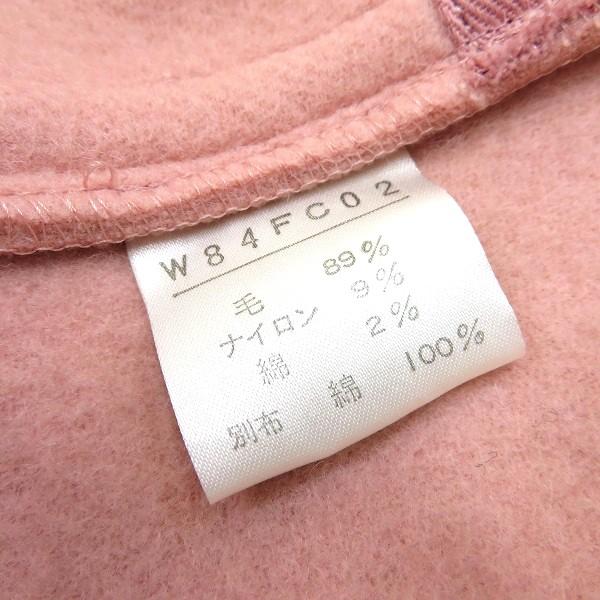 W84FC02
毛 89%
ナイロン 9%
綿 2%
別布 綿 100%